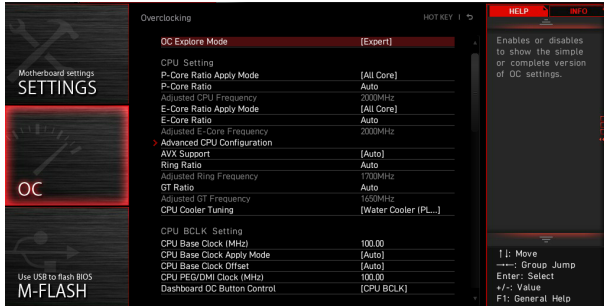 Overclocking
HOT KEY |
HELP
INFO
OC Explore Mode [Expert]
CPU Setting
P-Core Ratio Apply Mode [All Core]
P-Core Ratio Auto
Adjusted CPU Frequency 2000MHz
E-Core Ratio Apply Mode [All Core]
E-Core Ratio Auto
Adjusted E-Core Frequency 2000MHz
Advanced CPU Configuration
AVX Support [Auto]
Ring Ratio Auto
Adjusted Ring Frequency 1700MHz
GT Ratio Auto
Adjusted GT Frequency 1650MHz
CPU Cooler Tuning [Water Cooler (PL...]
CPU BCLK Setting
CPU Base Clock (MHz) 100.00
CPU Base Clock Apply Mode [Auto]
CPU Base Clock Offset [Auto]
CPU PEG/DMI Clock (MHz) 100.00
Dashboard OC Button Control [CPU BCLK]
Motherboard settings
SETTINGS
OC
Use USB to flash BIOS
M-FLASH
Enables or disables
to show the simple
or complete version
of OC settings.
↑↓: Move
→←: Group Jump
Enter: Select
+/-: Value
F1: General Help